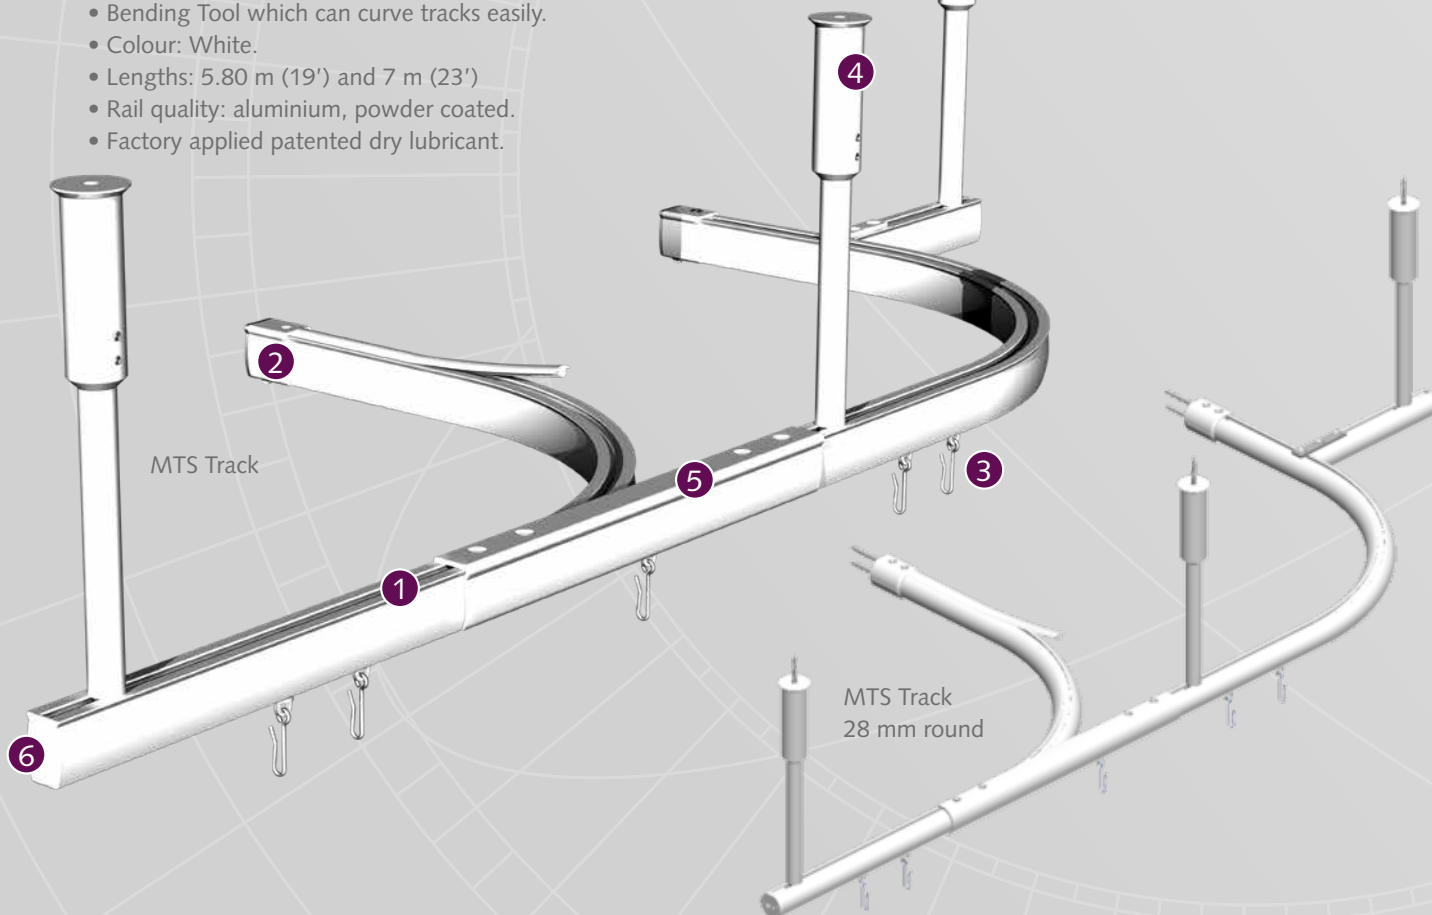 • Bending Tool which can curve tracks easily.
• Colour: White.
• Lengths: 5.80 m (19’) and 7 m (23’)
• Rail quality: aluminium, powder coated.
• Factory applied patented dry lubricant.
4
2
MTS Track
3
5
1
MTS Track
28 mm round
6